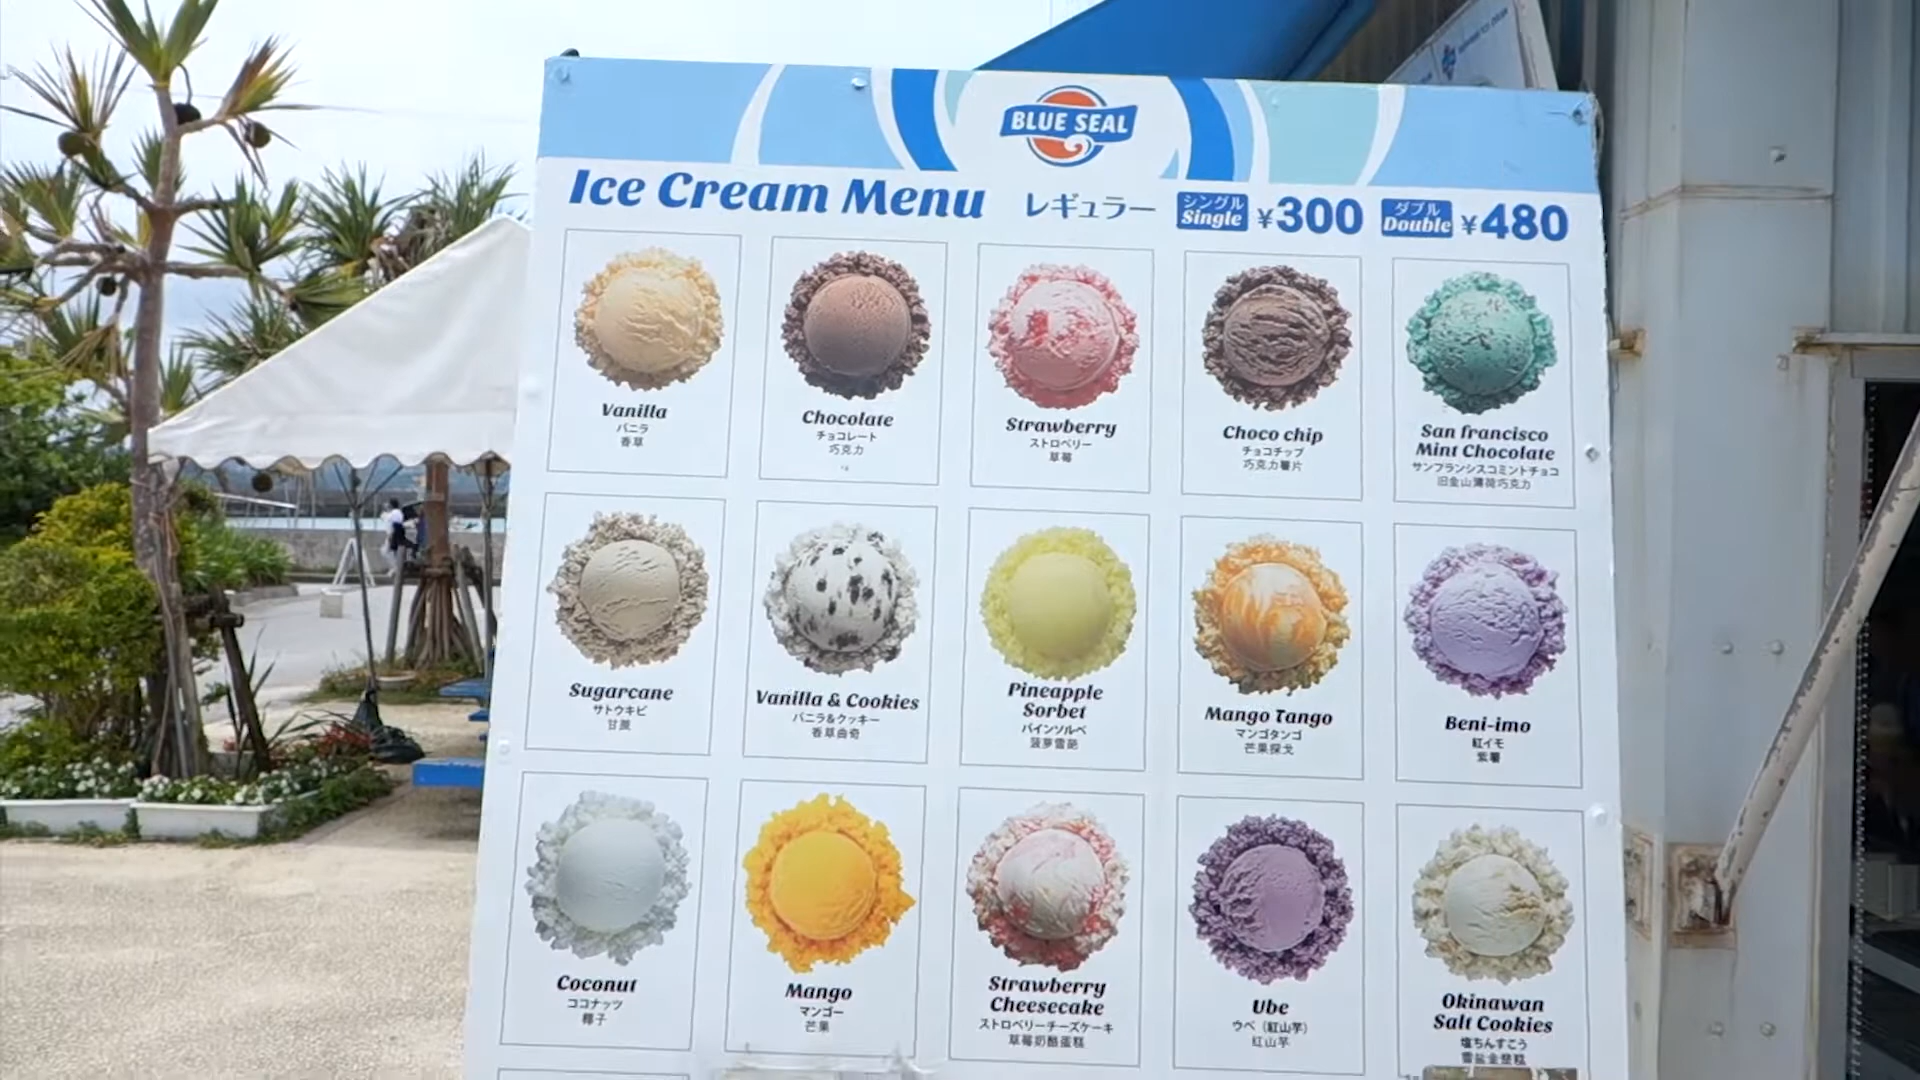 BLUE SEAL
Ice Cream Menu レギュラー シングル Single ¥300 ダブル Double ¥480
Vanilla
バニラ
香草
Chocolate
チョコレート
巧克力
Strawberry
ストロベリー
草莓
Choco chip
チョコチップ
巧克力薯片
San francisco
Mint Chocolate
サンフランシスコミントチョコ
旧金山薄荷巧克力
Sugarcane
サトウキビ
甘蔗
Vanilla & Cookies
バニラ&クッキー
香草曲奇
Pineapple
Sorbet
パインソルベ
菠萝雪葩
Mango Tango
マンゴタンゴ
芒果探戈
Beni-imo
紅イモ
紫薯
Coconut
ココナッツ
椰子
Mango
マンゴー
芒果
Strawberry
Cheesecake
ストロベリーチーズケーキ
草莓奶酪蛋糕
Ube
ウベ（紅山芋）
红山芋
Okinawan
Salt Cookies
塩ちんすこう
雪盐金楚糕